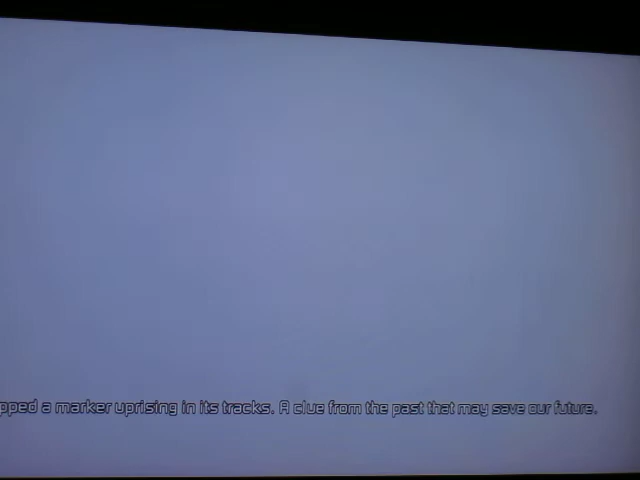 pped a marker uprising in its tracks. A clue from the past that may save our future.